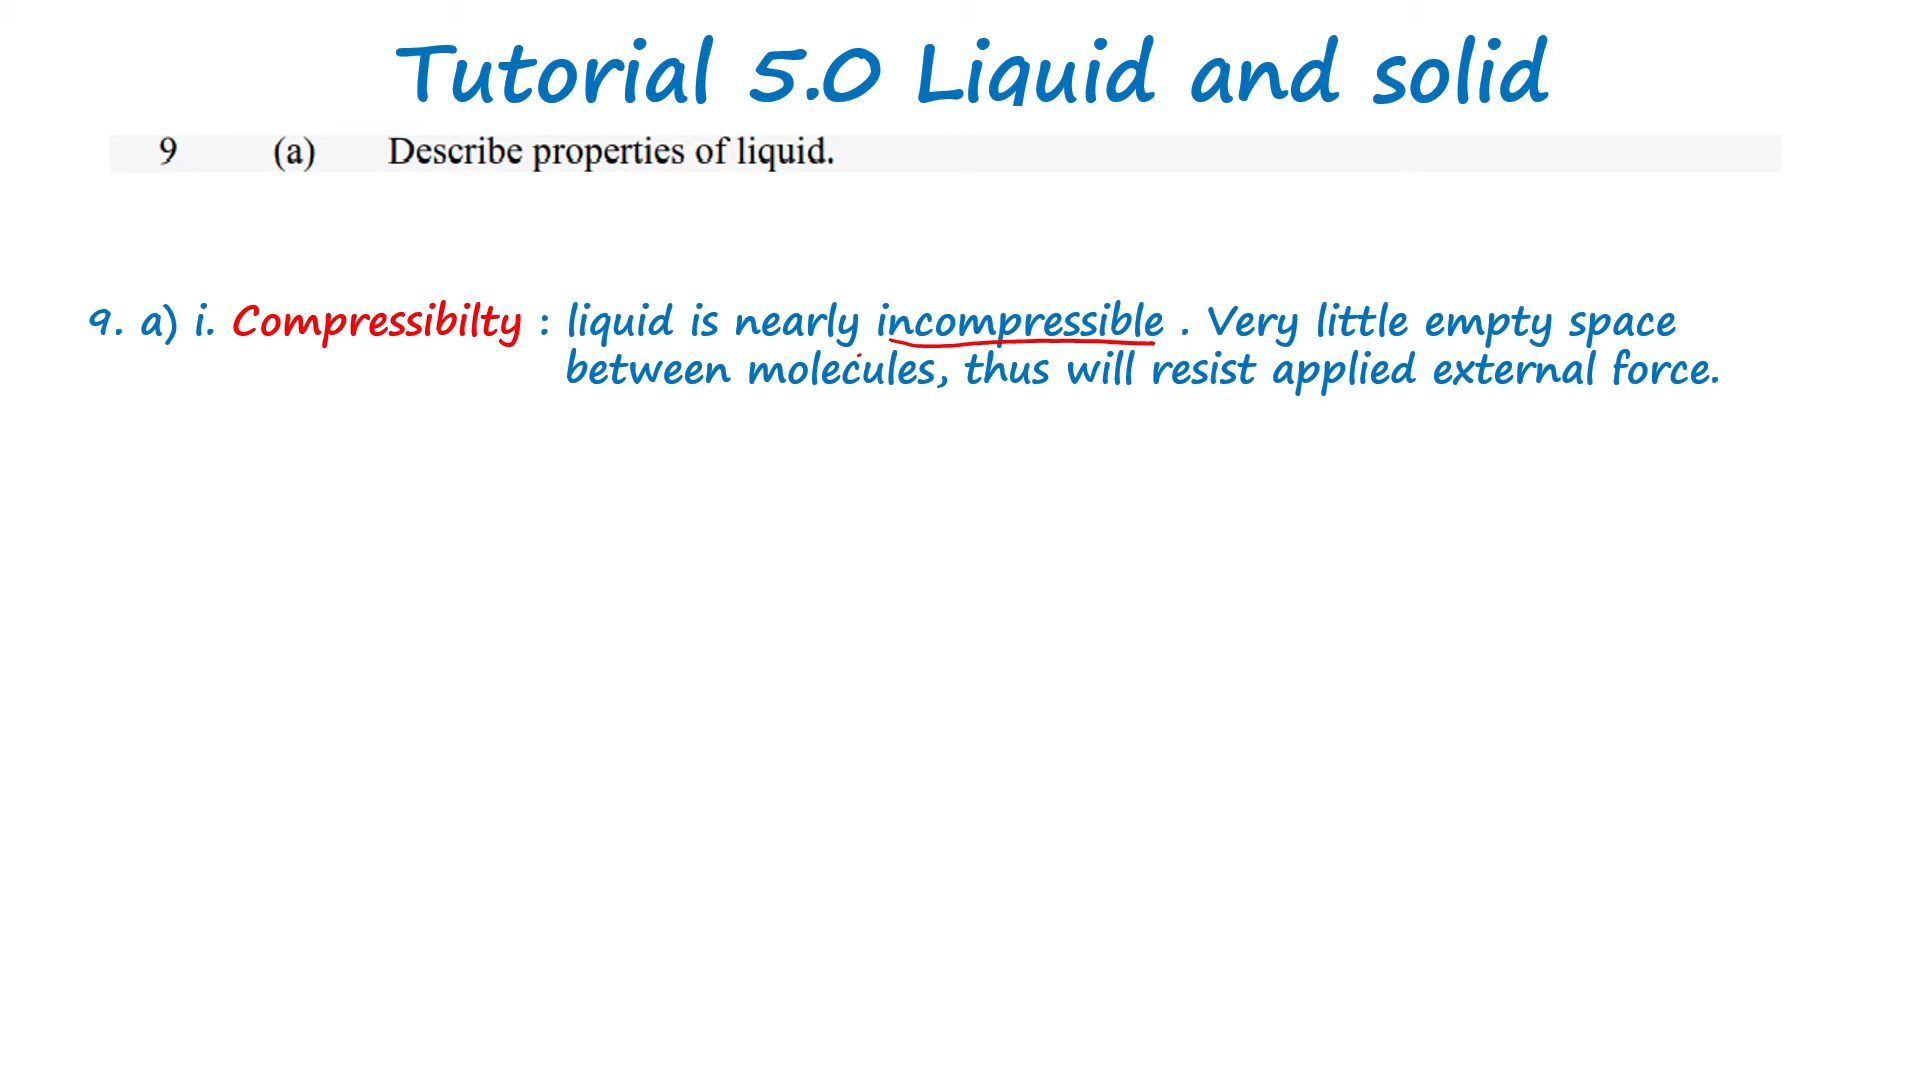 Tutorial 5.0 Liquid and solid
9 (a) Describe properties of liquid.
9. a) i. Compressibilty : liquid is nearly incompressible . Very little empty space
between molecules, thus will resist applied external force.